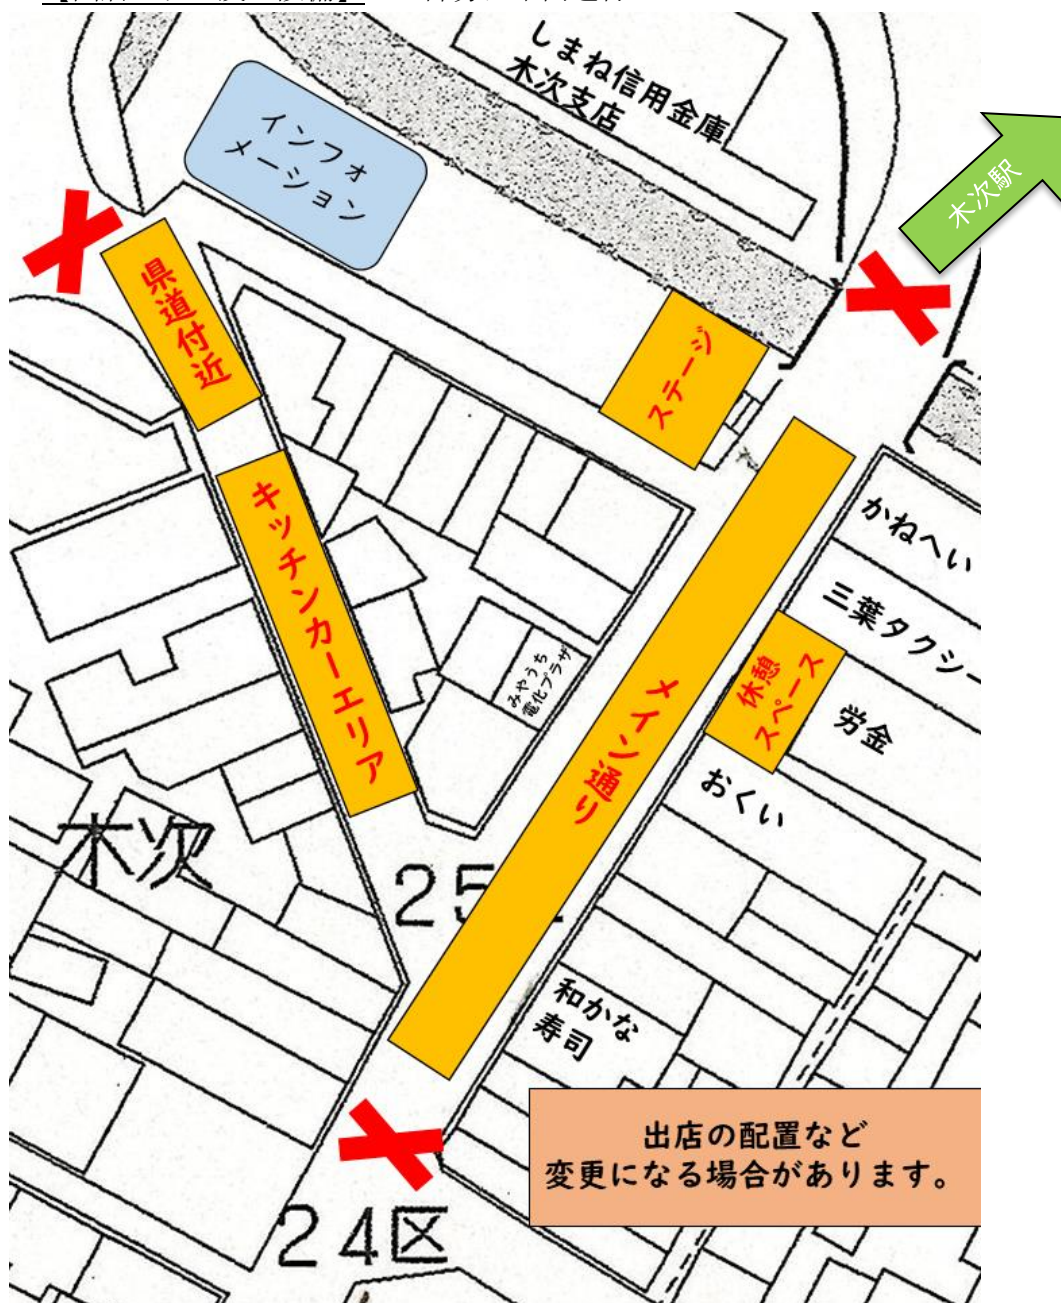 しまね信用金庫
木次支店
インフォ
メーション
木次駅
県道付近
ステージ
キッチンカーエリア
かねへい
三葉タクシー
休憩
スペース
労金
みやうち
電化プラザ
メイン通り
おくい
木次
25
和かな
寿司
出店の配置など
変更になる場合があります。
24区